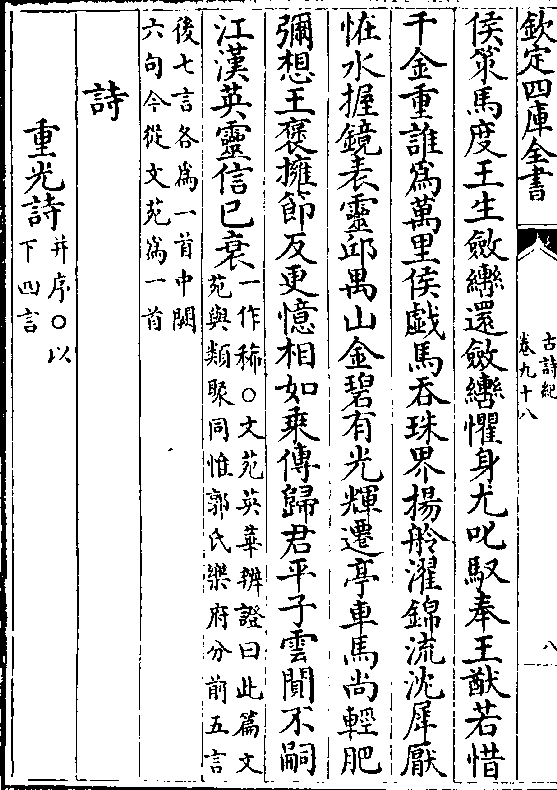 欽定四庫全書
古詩紀
卷九十八
八
侯策馬度王生斂轡還斂轡懼身尤叱馭奉王猷若惜
千金重誰為萬里侯戲馬吞珠界揚舲濯錦流沈犀厭
恠水握鏡表靈邱禺山金碧有光輝遷亭車馬尚輕肥
彌想王褒擁節反更憶相如乘傳歸君平子雲閴不嗣
江漢英靈信已衰一作稀○文苑英華辨證曰此篇文
苑與類聚同惟郭氏樂府分前五言
後七言各為一首中闕
六句今從文苑為一首
詩
重光詩并序○以
下四言